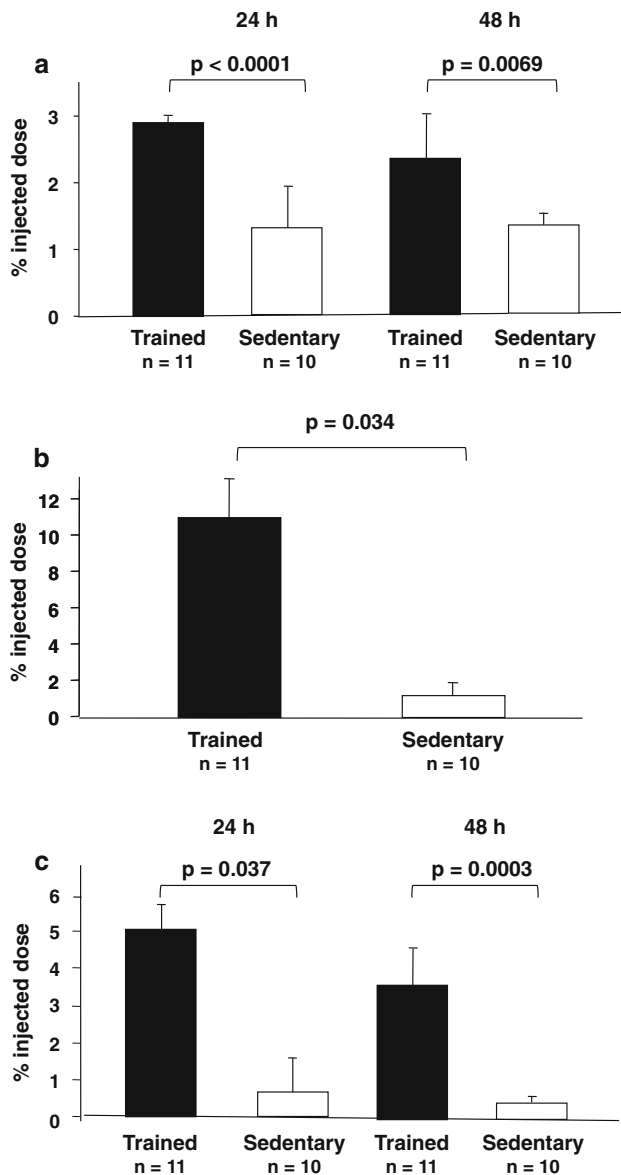 24 h 48 h
a
p < 0.0001 p = 0.0069
% injected dose
3
2
1
0
Trained Sedentary Trained Sedentary
n = 11 n = 10 n = 11 n = 10
p = 0.034
b
% injected dose
12
10
8
6
4
2
0
Trained Sedentary
n = 11 n = 10
24 h 48 h
c
p = 0.037 p = 0.0003
% injected dose
6
5
4
3
2
1
0
Trained Sedentary Trained Sedentary
n = 11 n = 10 n = 11 n = 10